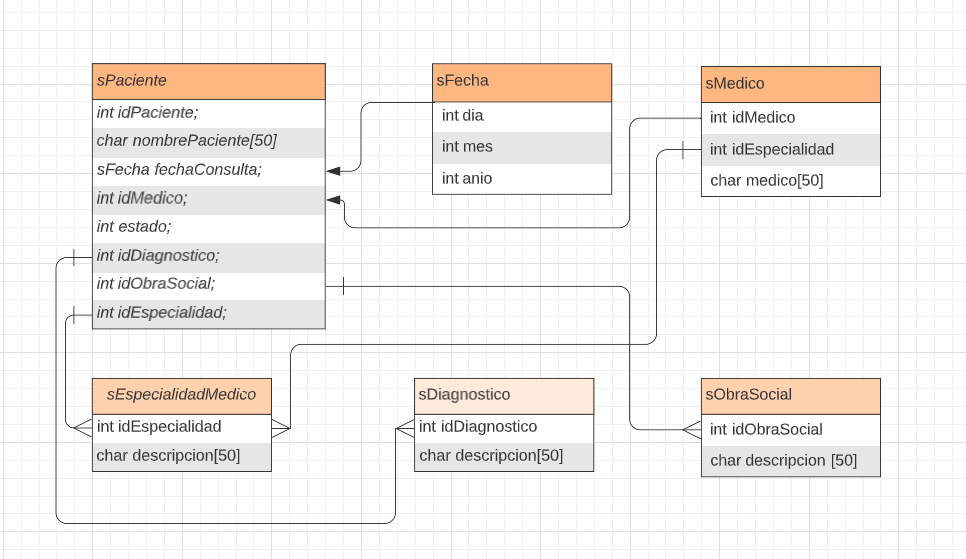 sPaciente
int idPaciente;
char nombrePaciente[50]
sFecha fechaConsulta;
int idMedico;
int estado;
int idDiagnostico;
int idObraSocial;
int idEspecialidad;
sFecha
int dia
int mes
int anio
sMedico
int idMedico
int idEspecialidad
char medico[50]
sEspecialidadMedico
int idEspecialidad
char descripcion[50]
sDiagnostico
int idDiagnostico
char descripcion[50]
sObraSocial
int idObraSocial
char descripcion [50]